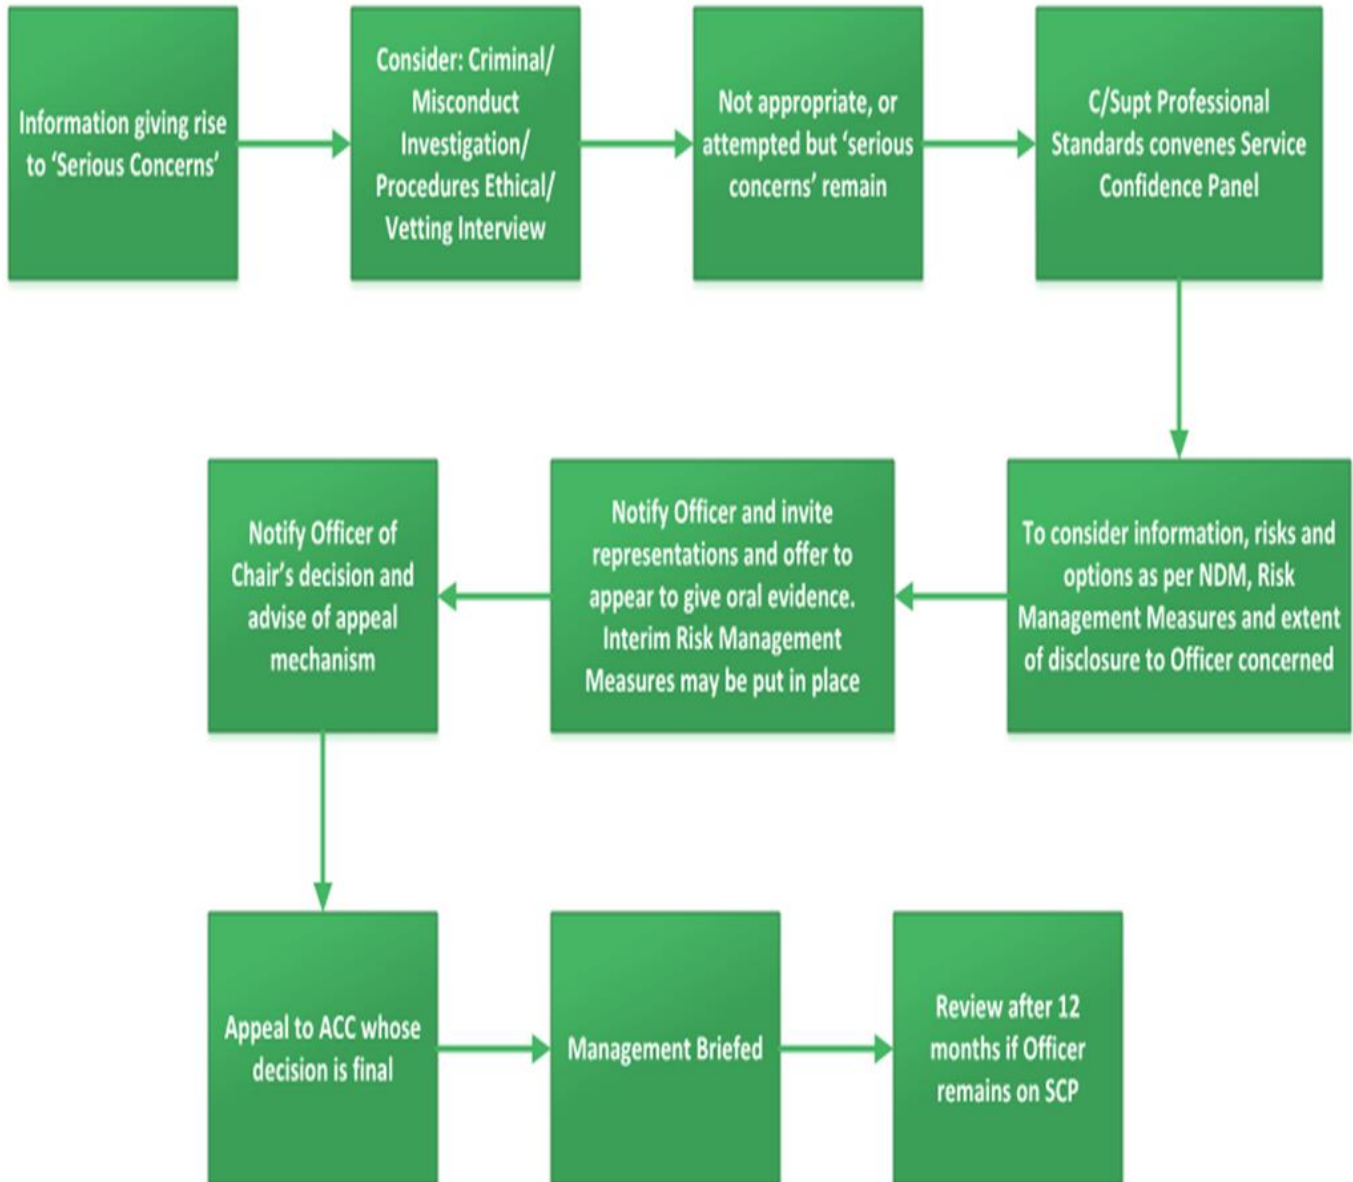 Information giving rise
to ‘Serious Concerns’
Consider: Criminal/
Misconduct
Investigation/
Procedures Ethical/
Vetting Interview
Not appropriate, or
attempted but ‘serious
concerns’ remain
C/Supt Professional
Standards convenes Service
Confidence Panel
To consider information, risks and
options as per NDM, Risk
Management Measures and extent
of disclosure to Officer concerned
Notify Officer and invite
representations and offer to
appear to give oral evidence.
Interim Risk Management
Measures may be put in place
Notify Officer of
Chair’s decision and
advise of appeal
mechanism
Appeal to ACC whose
decision is final
Management Briefed
Review after 12
months if Officer
remains on SCP